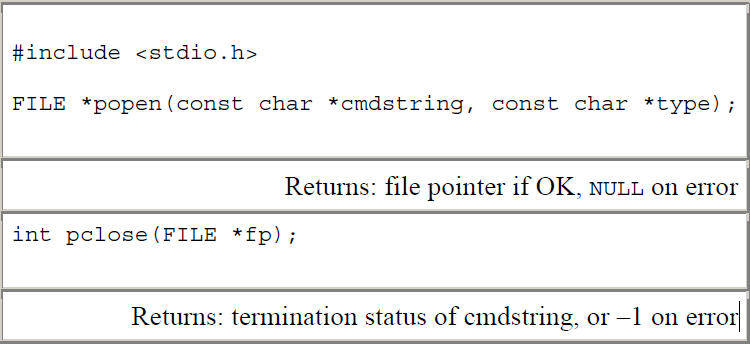 #include <stdio.h>
FILE *popen(const char *cmdstring, const char *type);
Returns: file pointer if OK, NULL on error
int pclose(FILE *fp);
Returns: termination status of cmdstring, or –1 on error